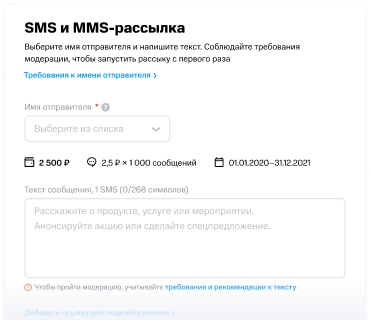 SMS и MMS-рассылка
Выберите имя отправителя и напишите текст. Соблюдайте требования
модерации, чтобы запустить рассыку с первого раза
Требования к имени отправителя ›
Имя отправителя * ?
Выберите из списка
2 500 ₽ 2,5 ₽ × 1 000 сообщений 01.01.2020–31.12.2021
Текст сообщения, 1 SMS (0/268 символов)
Расскажите о продукте, услуге или мероприятии.
Анонсируйте акцию или сделайте спецпредложение.
Чтобы пройти модерацию, учитывайте требования и рекомендации к тексту
Добавьте ссылку для подсчёта кликов ›